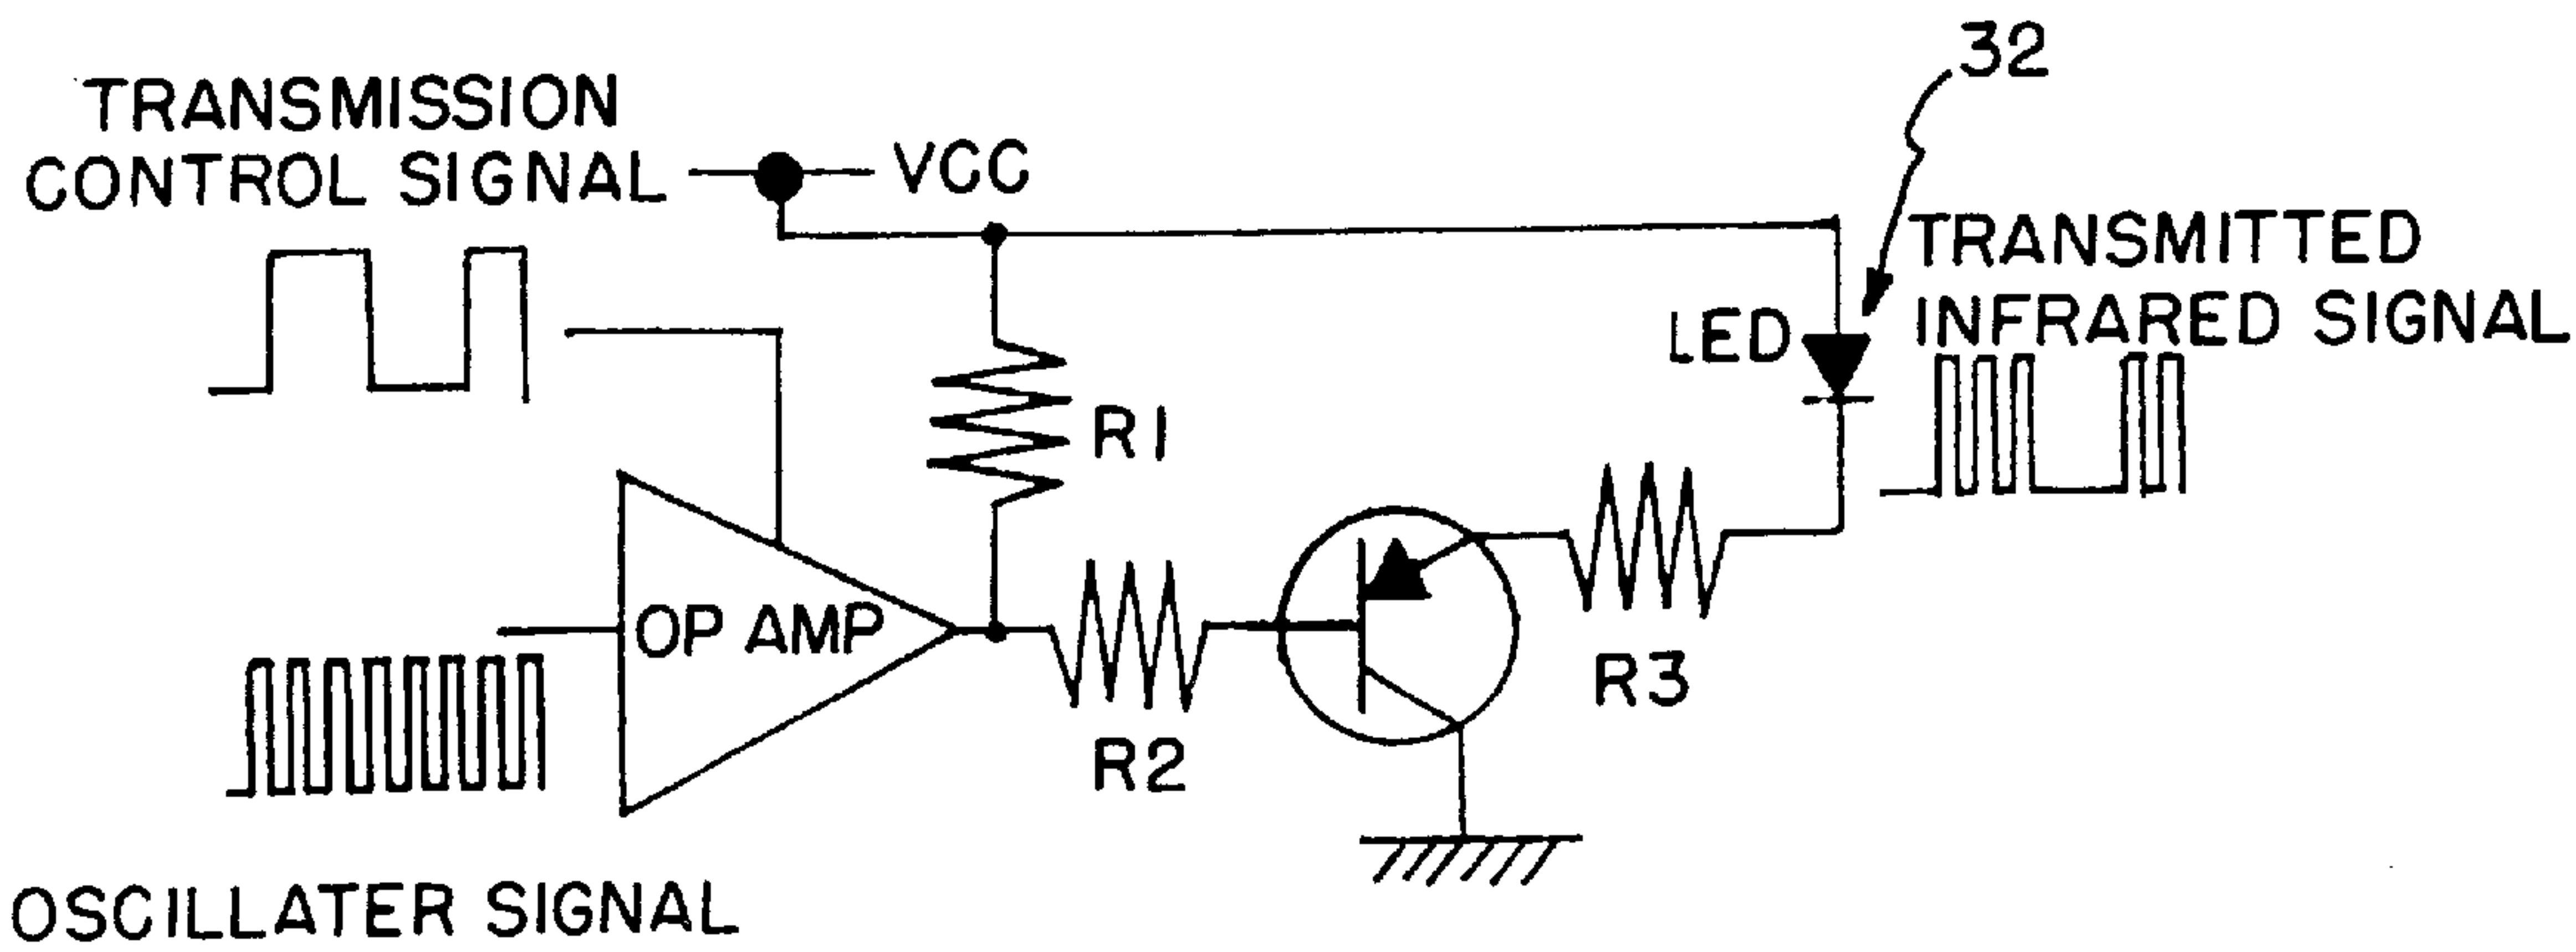 32
TRANSMISSION
CONTROL SIGNAL
VCC
TRANSMITTED
INFRARED SIGNAL
LED
R1
OP AMP
R2
R3
OSCILLATER SIGNAL